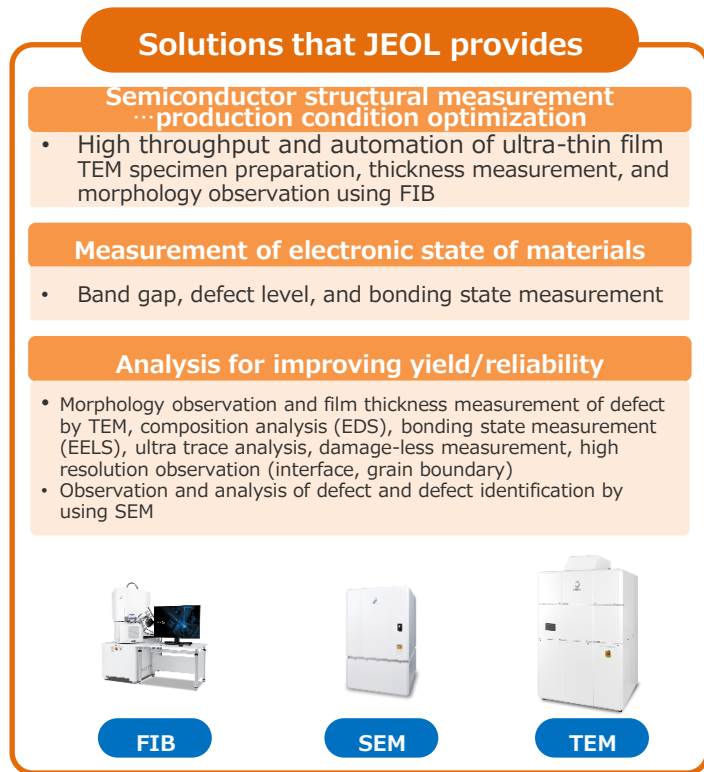 Solutions that JEOL provides
Semiconductor structural measurement
…production condition optimization
• High throughput and automation of ultra-thin film
TEM specimen preparation, thickness measurement, and
morphology observation using FIB
Measurement of electronic state of materials
• Band gap, defect level, and bonding state measurement
Analysis for improving yield/reliability
• Morphology observation and film thickness measurement of defect
by TEM, composition analysis (EDS), bonding state measurement
(EELS), ultra trace analysis, damage-less measurement, high
resolution observation (interface, grain boundary)
• Observation and analysis of defect and defect identification by
using SEM
FIB
SEM
TEM